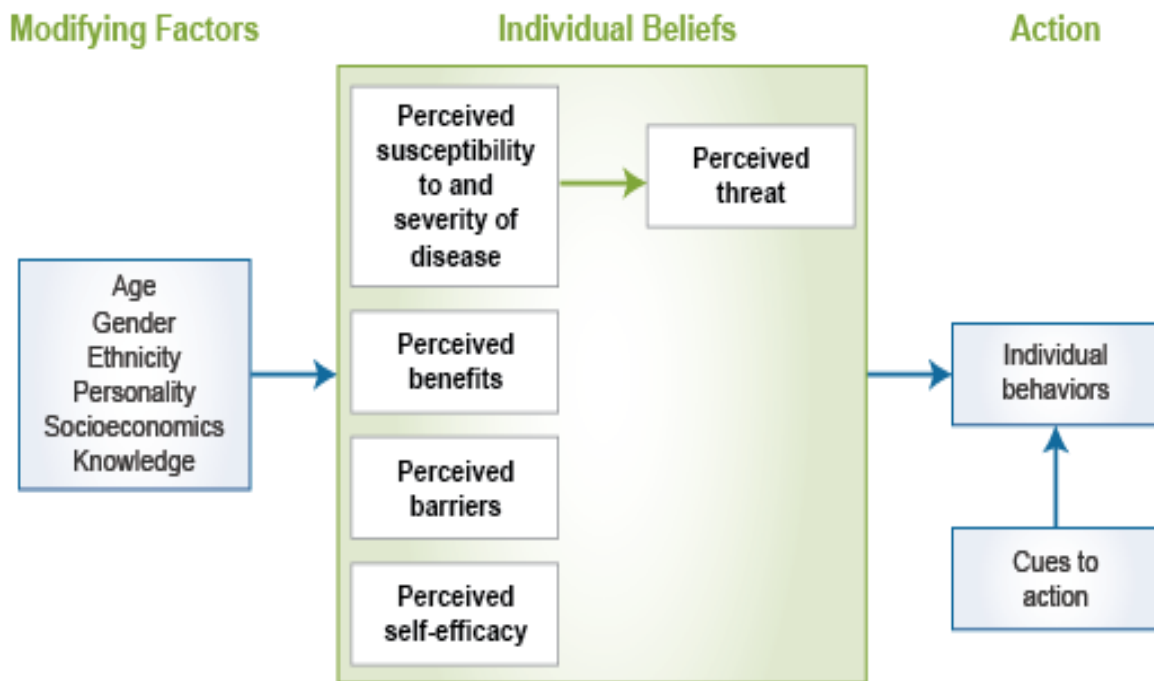 Modifying Factors
Individual Beliefs
Action
Age
Gender
Ethnicity
Personality
Socioeconomics
Knowledge
Perceived
susceptibility
to and
severity of
disease
Perceived
threat
Perceived
benefits
Perceived
barriers
Perceived
self-efficacy
Individual
behaviors
Cues to
action